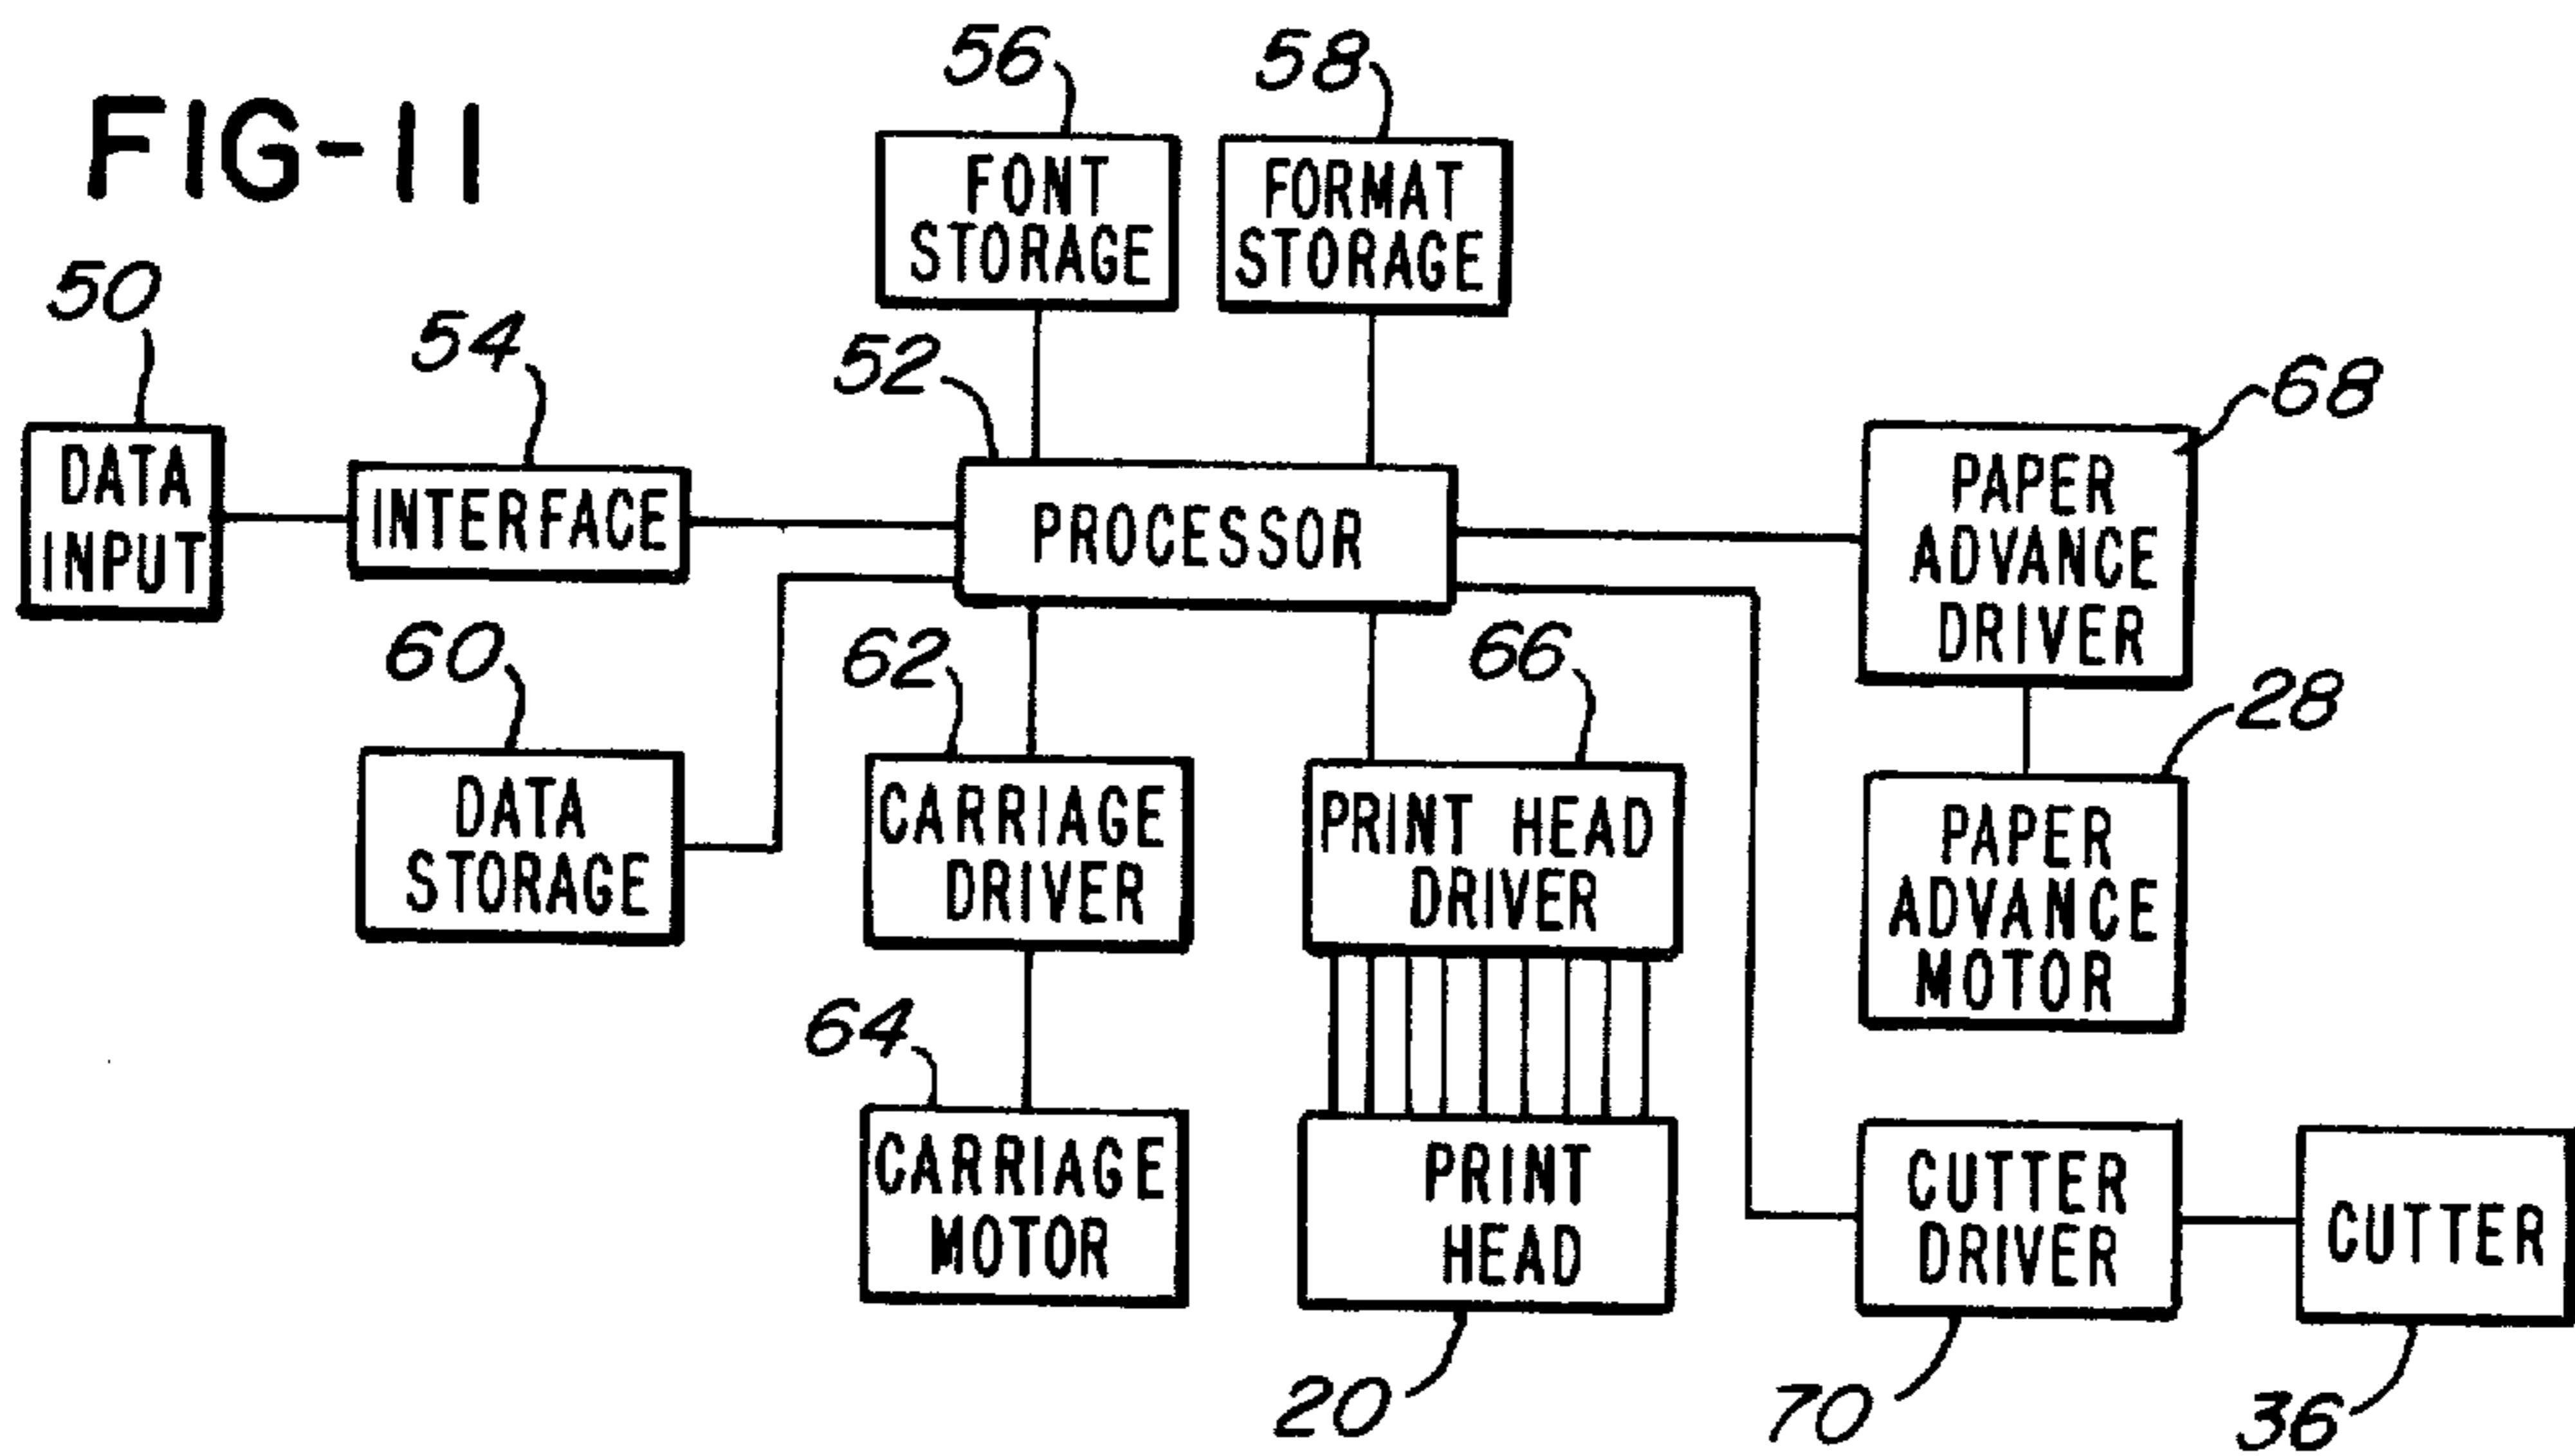 FIG-11
56
58
FONT
STORAGE
FORMAT
STORAGE
50
54
52
68
DATA
INPUT
INTERFACE
PROCESSOR
PAPER
ADVANCE
DRIVER
60
62
66
28
DATA
STORAGE
CARRIAGE
DRIVER
PRINT HEAD
DRIVER
PAPER
ADVANCE
MOTOR
64
CARRIAGE
MOTOR
PRINT
HEAD
CUTTER
DRIVER
CUTTER
20
70
36